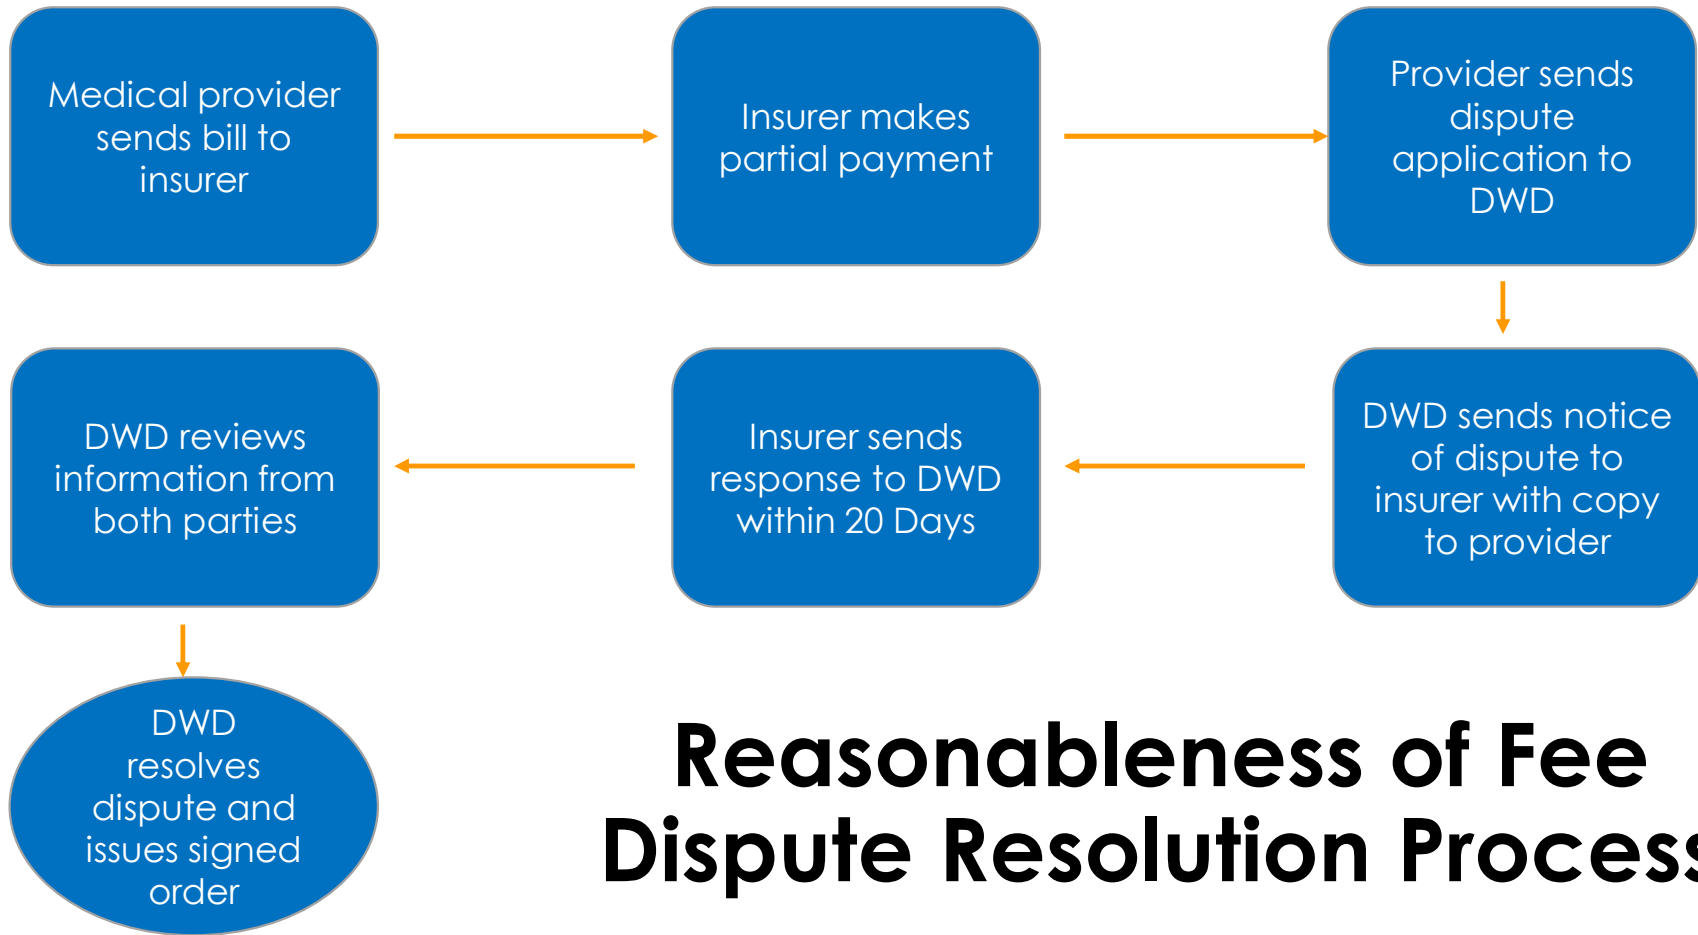 Medical provider
sends bill to
insurer
Insurer makes
partial payment
Provider sends
dispute
application to
DWD
DWD sends notice
of dispute to
insurer with copy
to provider
Insurer sends
response to DWD
within 20 Days
DWD reviews
information from
both parties
DWD
resolves
dispute and
issues signed
order
Reasonableness of Fee
Dispute Resolution Process